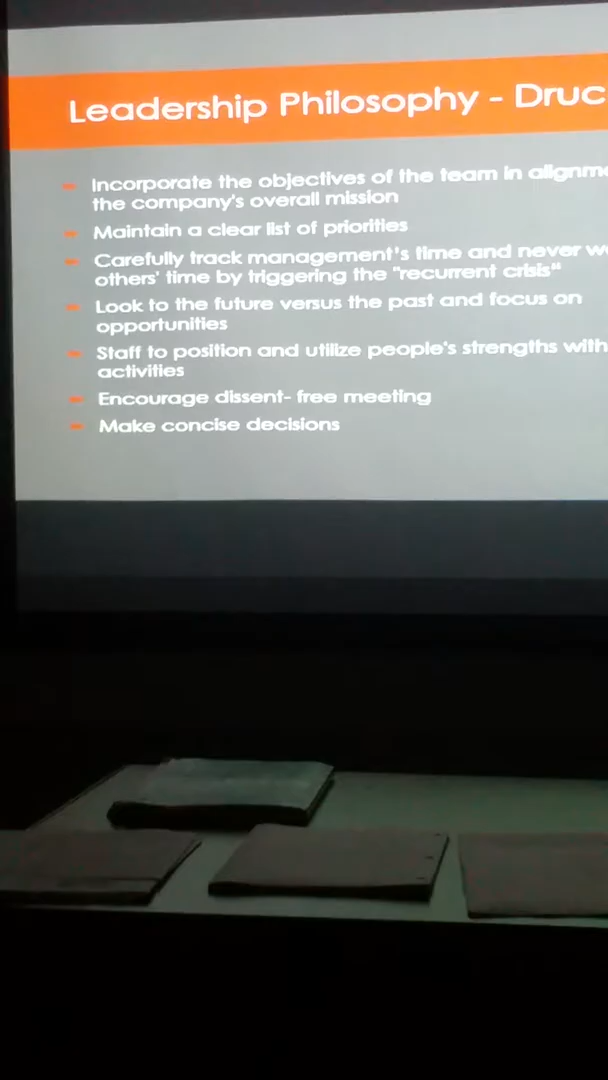 Leadership Philosophy - Druc
Incorporate the objectives of the team in alignme
the company's overall mission
Maintain a clear list of priorities
Carefully track management's time and never w
others' time by triggering the "recurrent crisis"
Look to the future versus the past and focus on
opportunities
Staff to position and utilize people's strengths with
activities
Encourage dissent- free meeting
Make concise decisions